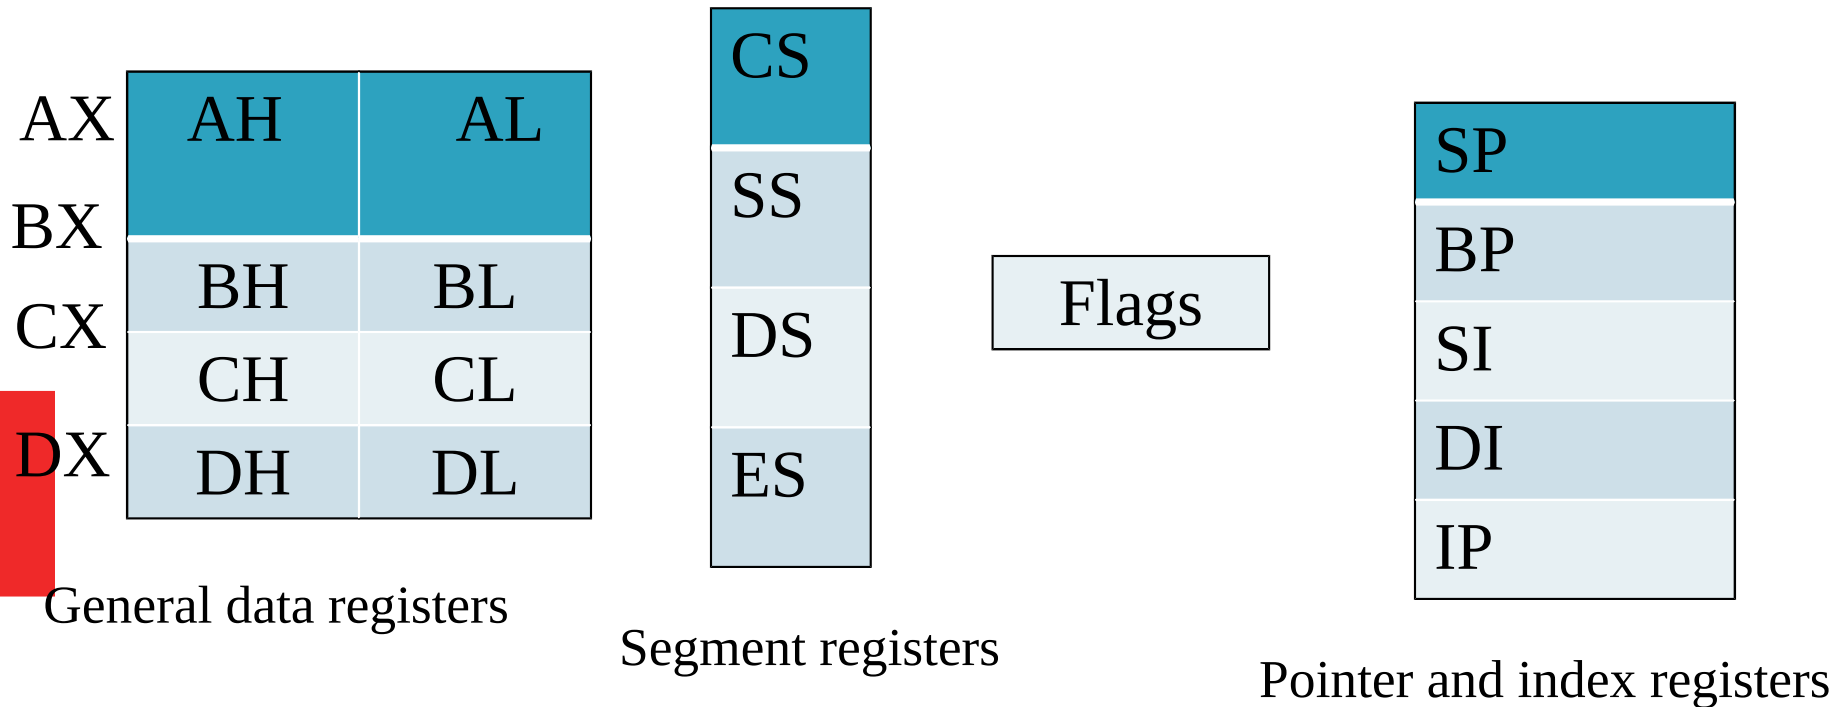 AX AH AL
BX BH BL
CX CH CL
DX DH DL
General data registers
CS
SS
DS
ES
Segment registers
Flags
SP
BP
SI
DI
IP
Pointer and index registers